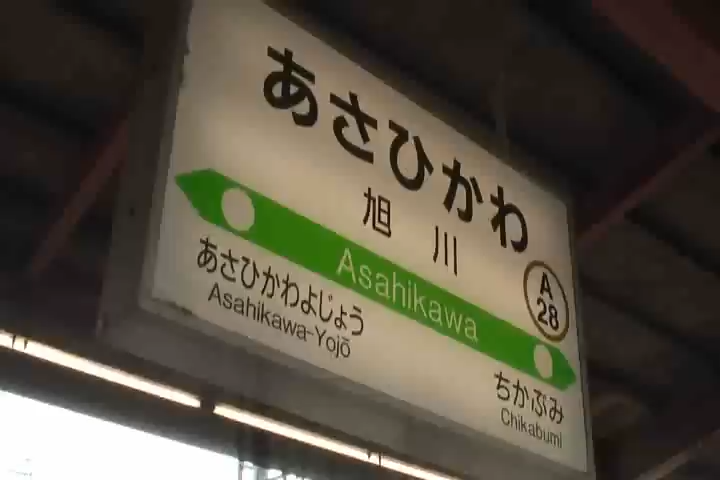 あさひかわ
旭 川
A
28
Asahikawa
あさひかわよじょう
Asahikawa-Yojō
ちかぶみ
Chikabumi